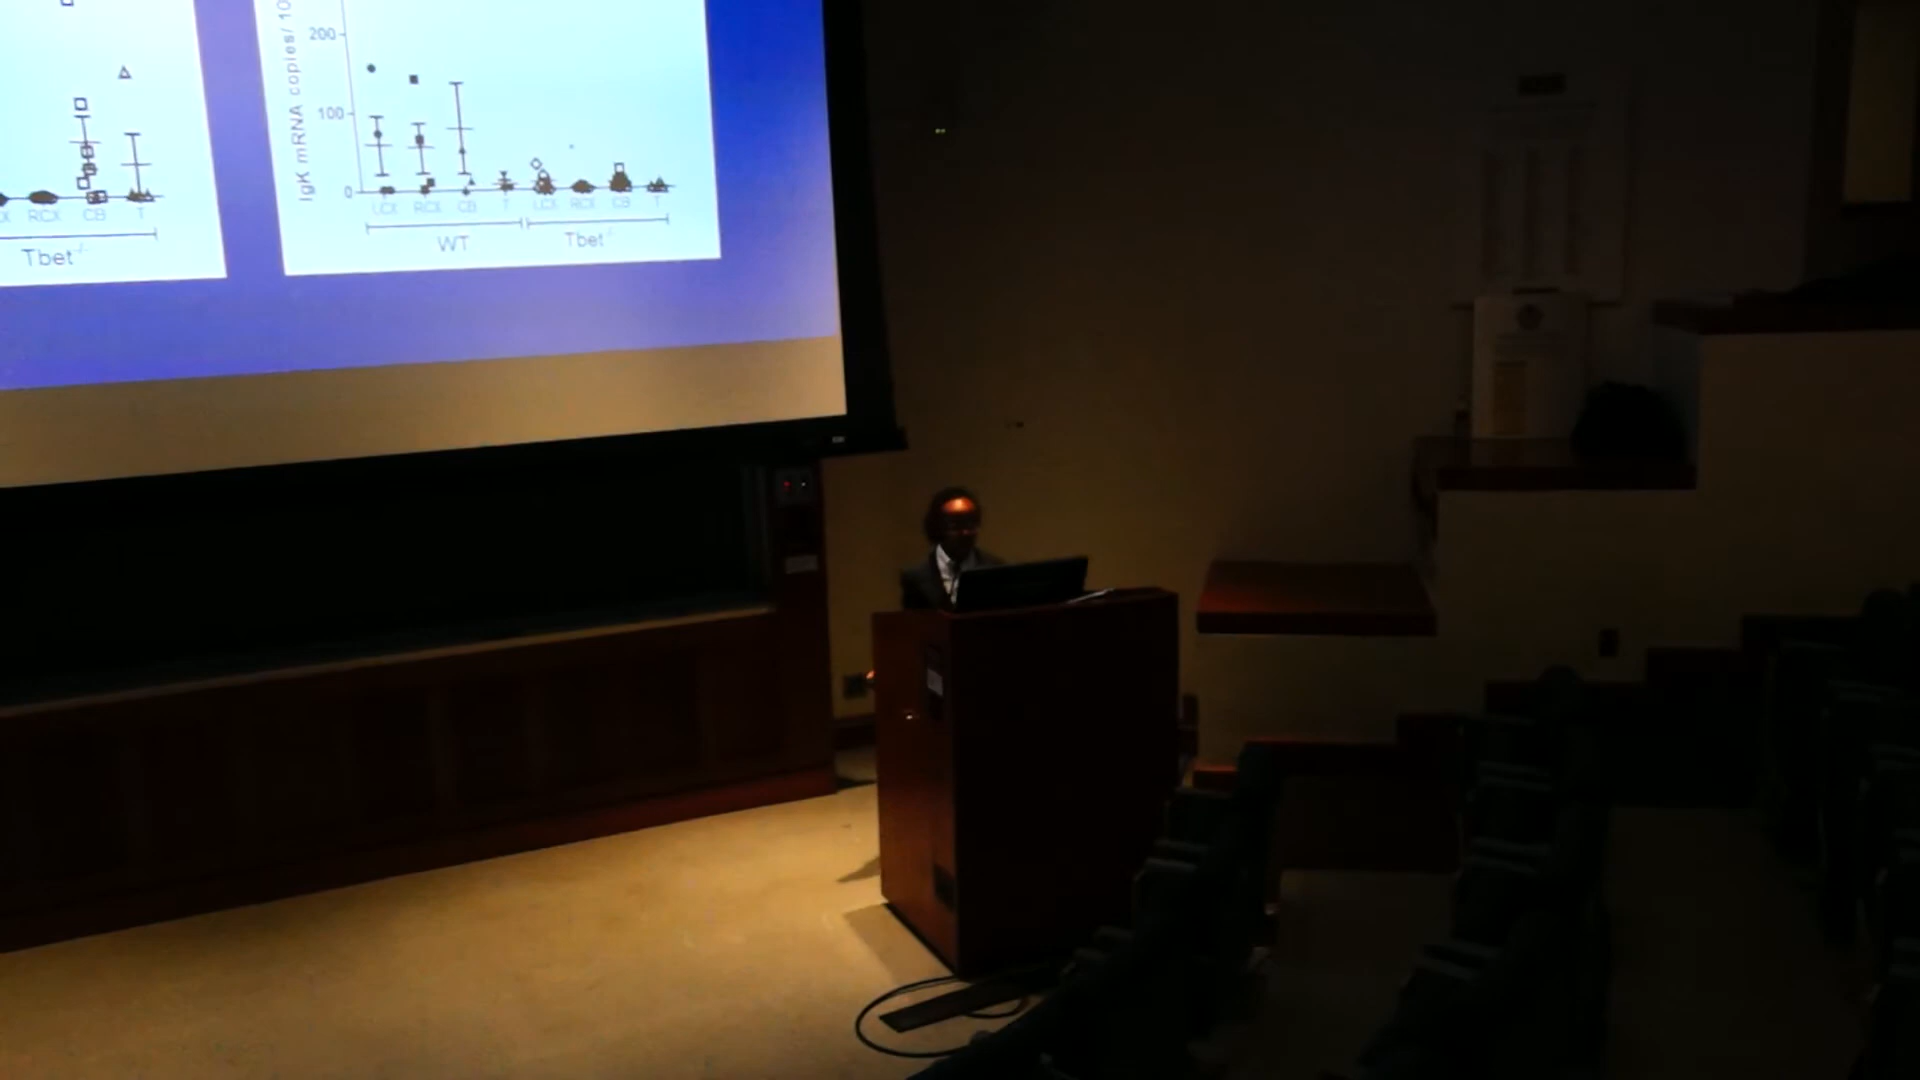 200
IgK mRNA copies/ 10
100
0
RCX CB T
Tbet-/-
LCX RCX CB T LCX RCX CB T
WT Tbet-/-